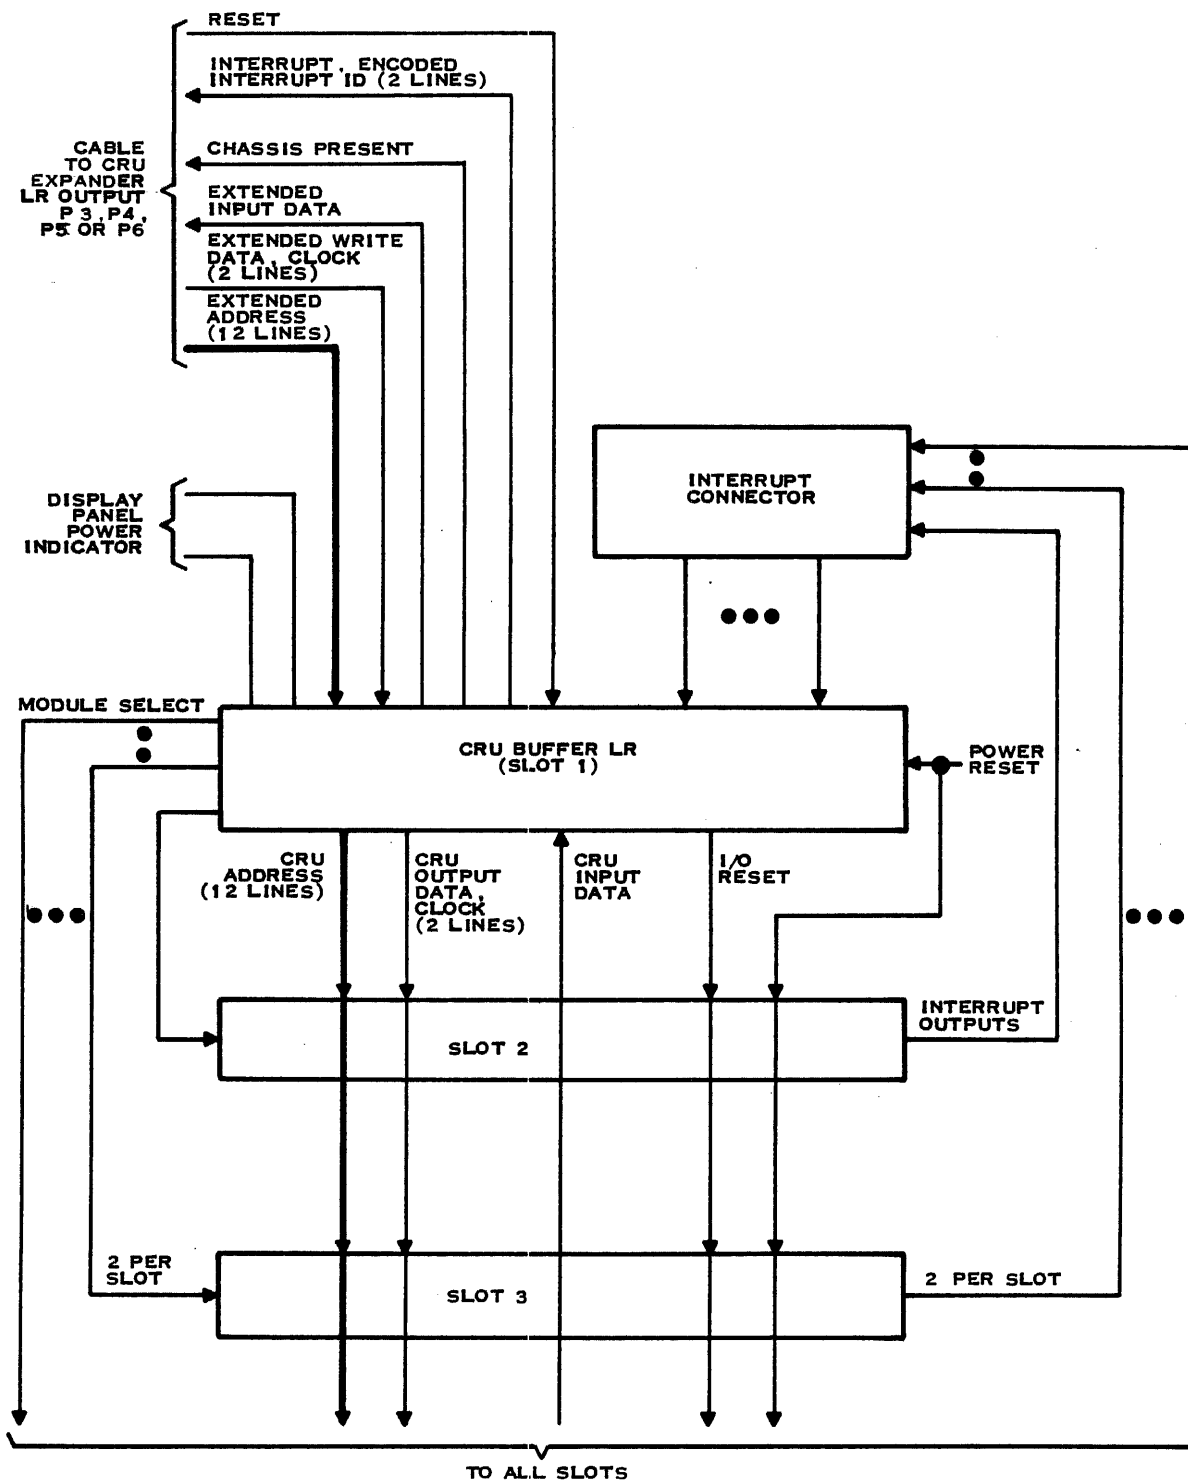 RESET
INTERRUPT, ENCODED
INTERRUPT ID (2 LINES)
CABLE
TO CRU
EXPANDER
LR OUTPUT
P3, P4,
P5 OR P6
CHASSIS PRESENT
EXTENDED
INPUT DATA
EXTENDED WRITE
DATA, CLOCK
(2 LINES)
EXTENDED
ADDRESS
(12 LINES)
INTERRUPT
CONNECTOR
DISPLAY
PANEL
POWER
INDICATOR
MODULE SELECT
CRU BUFFER LR
(SLOT 1)
POWER
RESET
CRU
ADDRESS
(12 LINES)
CRU
OUTPUT
DATA,
CLOCK
(2 LINES)
CRU
INPUT
DATA
I/O
RESET
SLOT 2
INTERRUPT
OUTPUTS
2 PER
SLOT
SLOT 3
2 PER SLOT
TO ALL SLOTS